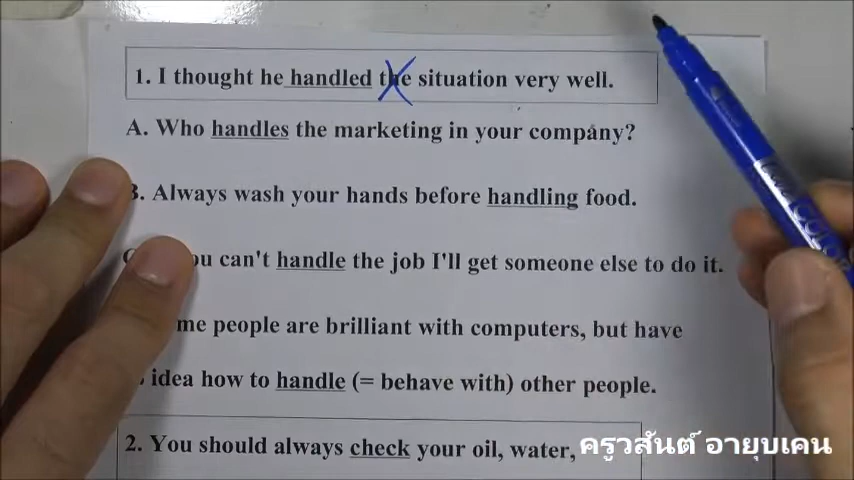 1. I thought he handled the situation very well.
A. Who handles the marketing in your company?
B. Always wash your hands before handling food.
you can't handle the job I'll get someone else to do it.
me people are brilliant with computers, but have
idea how to handle (= behave with) other people.
2. You should always check your oil, water,
ครูวสันต์ อายุบเคน